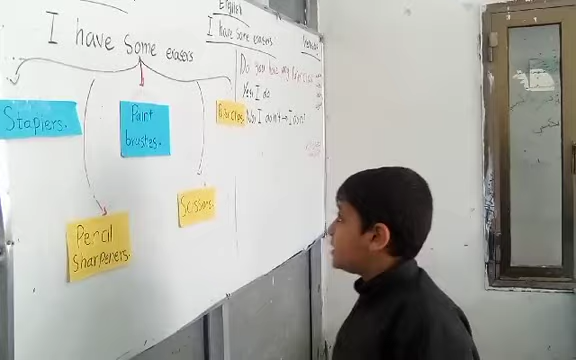 English
I have some erasers
I have some erasers
Do you have any
Yes, I do
No, I don't
Staplers.
Paint
brushes.
Scissors.
Pencil
Sharpeners.